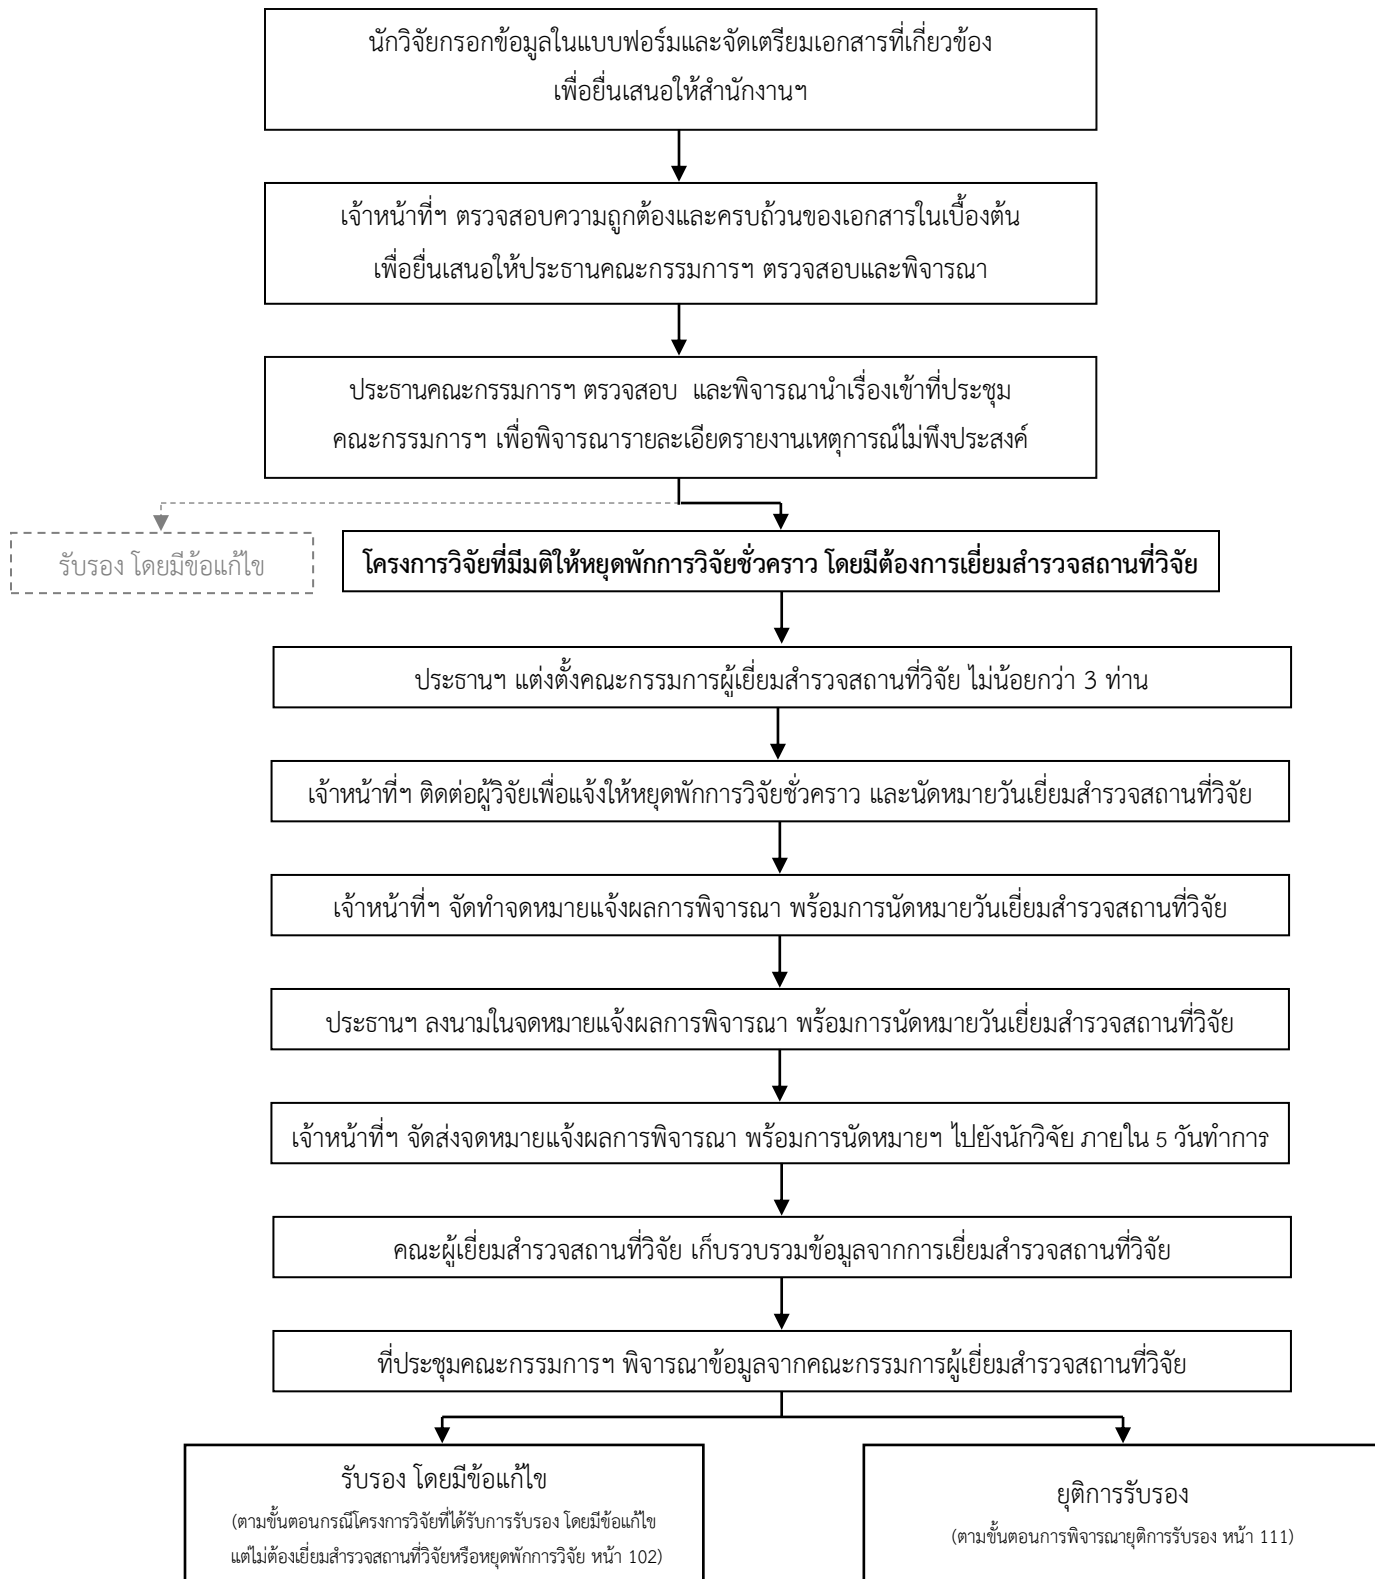 นักวิจัยกรอกข้อมูลในแบบฟอร์มและจัดเตรียมเอกสารที่เกี่ยวข้อง
เพื่อยื่นเสนอให้สำนักงานฯ
เจ้าหน้าที่ฯ ตรวจสอบความถูกต้องและครบถ้วนของเอกสารในเบื้องต้น
เพื่อยื่นเสนอให้ประธานคณะกรรมการฯ ตรวจสอบและพิจารณา
ประธานคณะกรรมการฯ ตรวจสอบ และพิจารณานำเรื่องเข้าที่ประชุม
คณะกรรมการฯ เพื่อพิจารณารายละเอียดรายงานเหตุการณ์ไม่พึงประสงค์
รับรอง โดยมีข้อแก้ไข
โครงการวิจัยที่มีมติให้หยุดพักการวิจัยชั่วคราว โดยมีต้องการเยี่ยมสำรวจสถานที่วิจัย
ประธานฯ แต่งตั้งคณะกรรมการผู้เยี่ยมสำรวจสถานที่วิจัย ไม่น้อยกว่า 3 ท่าน
เจ้าหน้าที่ฯ ติดต่อผู้วิจัยเพื่อแจ้งให้หยุดพักการวิจัยชั่วคราว และนัดหมายวันเยี่ยมสำรวจสถานที่วิจัย
เจ้าหน้าที่ฯ จัดทำจดหมายแจ้งผลการพิจารณา พร้อมการนัดหมายวันเยี่ยมสำรวจสถานที่วิจัย
ประธานฯ ลงนามในจดหมายแจ้งผลการพิจารณา พร้อมการนัดหมายวันเยี่ยมสำรวจสถานที่วิจัย
เจ้าหน้าที่ฯ จัดส่งจดหมายแจ้งผลการพิจารณา พร้อมการนัดหมายฯ ไปยังนักวิจัย ภายใน 5 วันทำการ
คณะผู้เยี่ยมสำรวจสถานที่วิจัย เก็บรวบรวมข้อมูลจากการเยี่ยมสำรวจสถานที่วิจัย
ที่ประชุมคณะกรรมการฯ พิจารณาข้อมูลจากคณะกรรมการผู้เยี่ยมสำรวจสถานที่วิจัย
รับรอง โดยมีข้อแก้ไข
(ตามขั้นตอนกรณีโครงการวิจัยที่ได้รับการรับรอง โดยมีข้อแก้ไข
แต่ไม่ต้องเยี่ยมสำรวจสถานที่วิจัยหรือหยุดพักการวิจัย หน้า 102)
ยุติการรับรอง
(ตามขั้นตอนการพิจารณายุติการรับรอง หน้า 111)